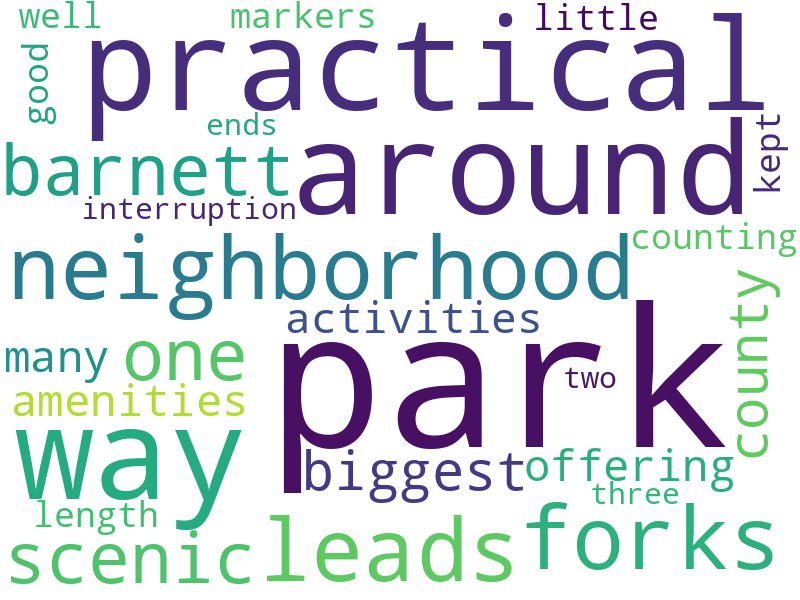 well
markers
little
practical
good
ends
around
kept
barnett
interruption
counting
neighborhood
county
activities
park
many
one
two
amenities
way
biggest
offering
three
length
forks
scenic
leads